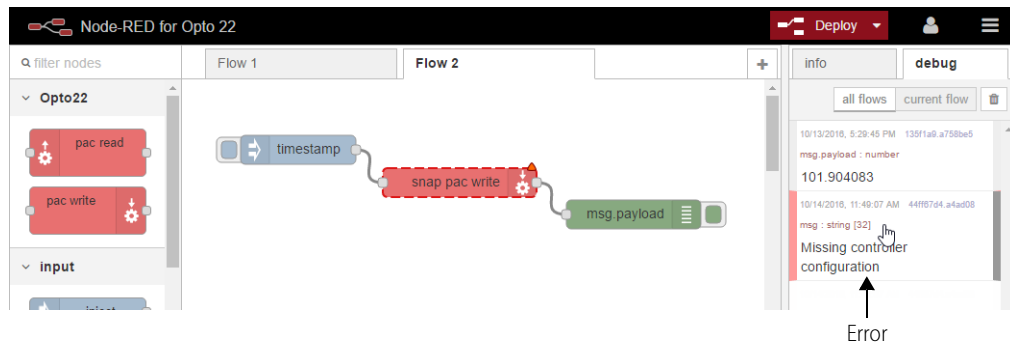 Node-RED for Opto 22
Deploy
filter nodes
Flow 1
Flow 2
+
info
debug
Opto22
all flows
current flow
pac read
pac write
input
timestamp
snap pac write
msg.payload
10/13/2016, 5:29:45 PM 135f1a9.a758be5
msg.payload : number
101.904083
10/14/2016, 11:49:07 AM 44ff67d4.a4ad08
msg : string [32]
Missing controller
configuration
Error